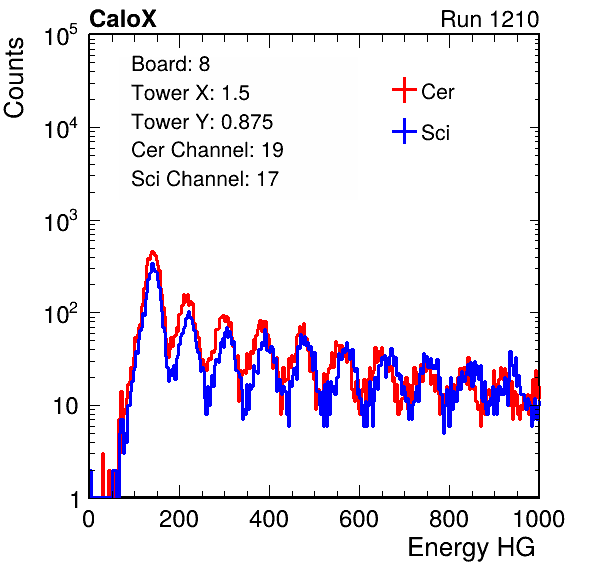 CaloX Run 1210
Counts
10^5
10^4
10^3
10^2
10
1
Board: 8
Tower X: 1.5
Tower Y: 0.875
Cer Channel: 19
Sci Channel: 17
Cer
Sci
0 200 400 600 800 1000
Energy HG